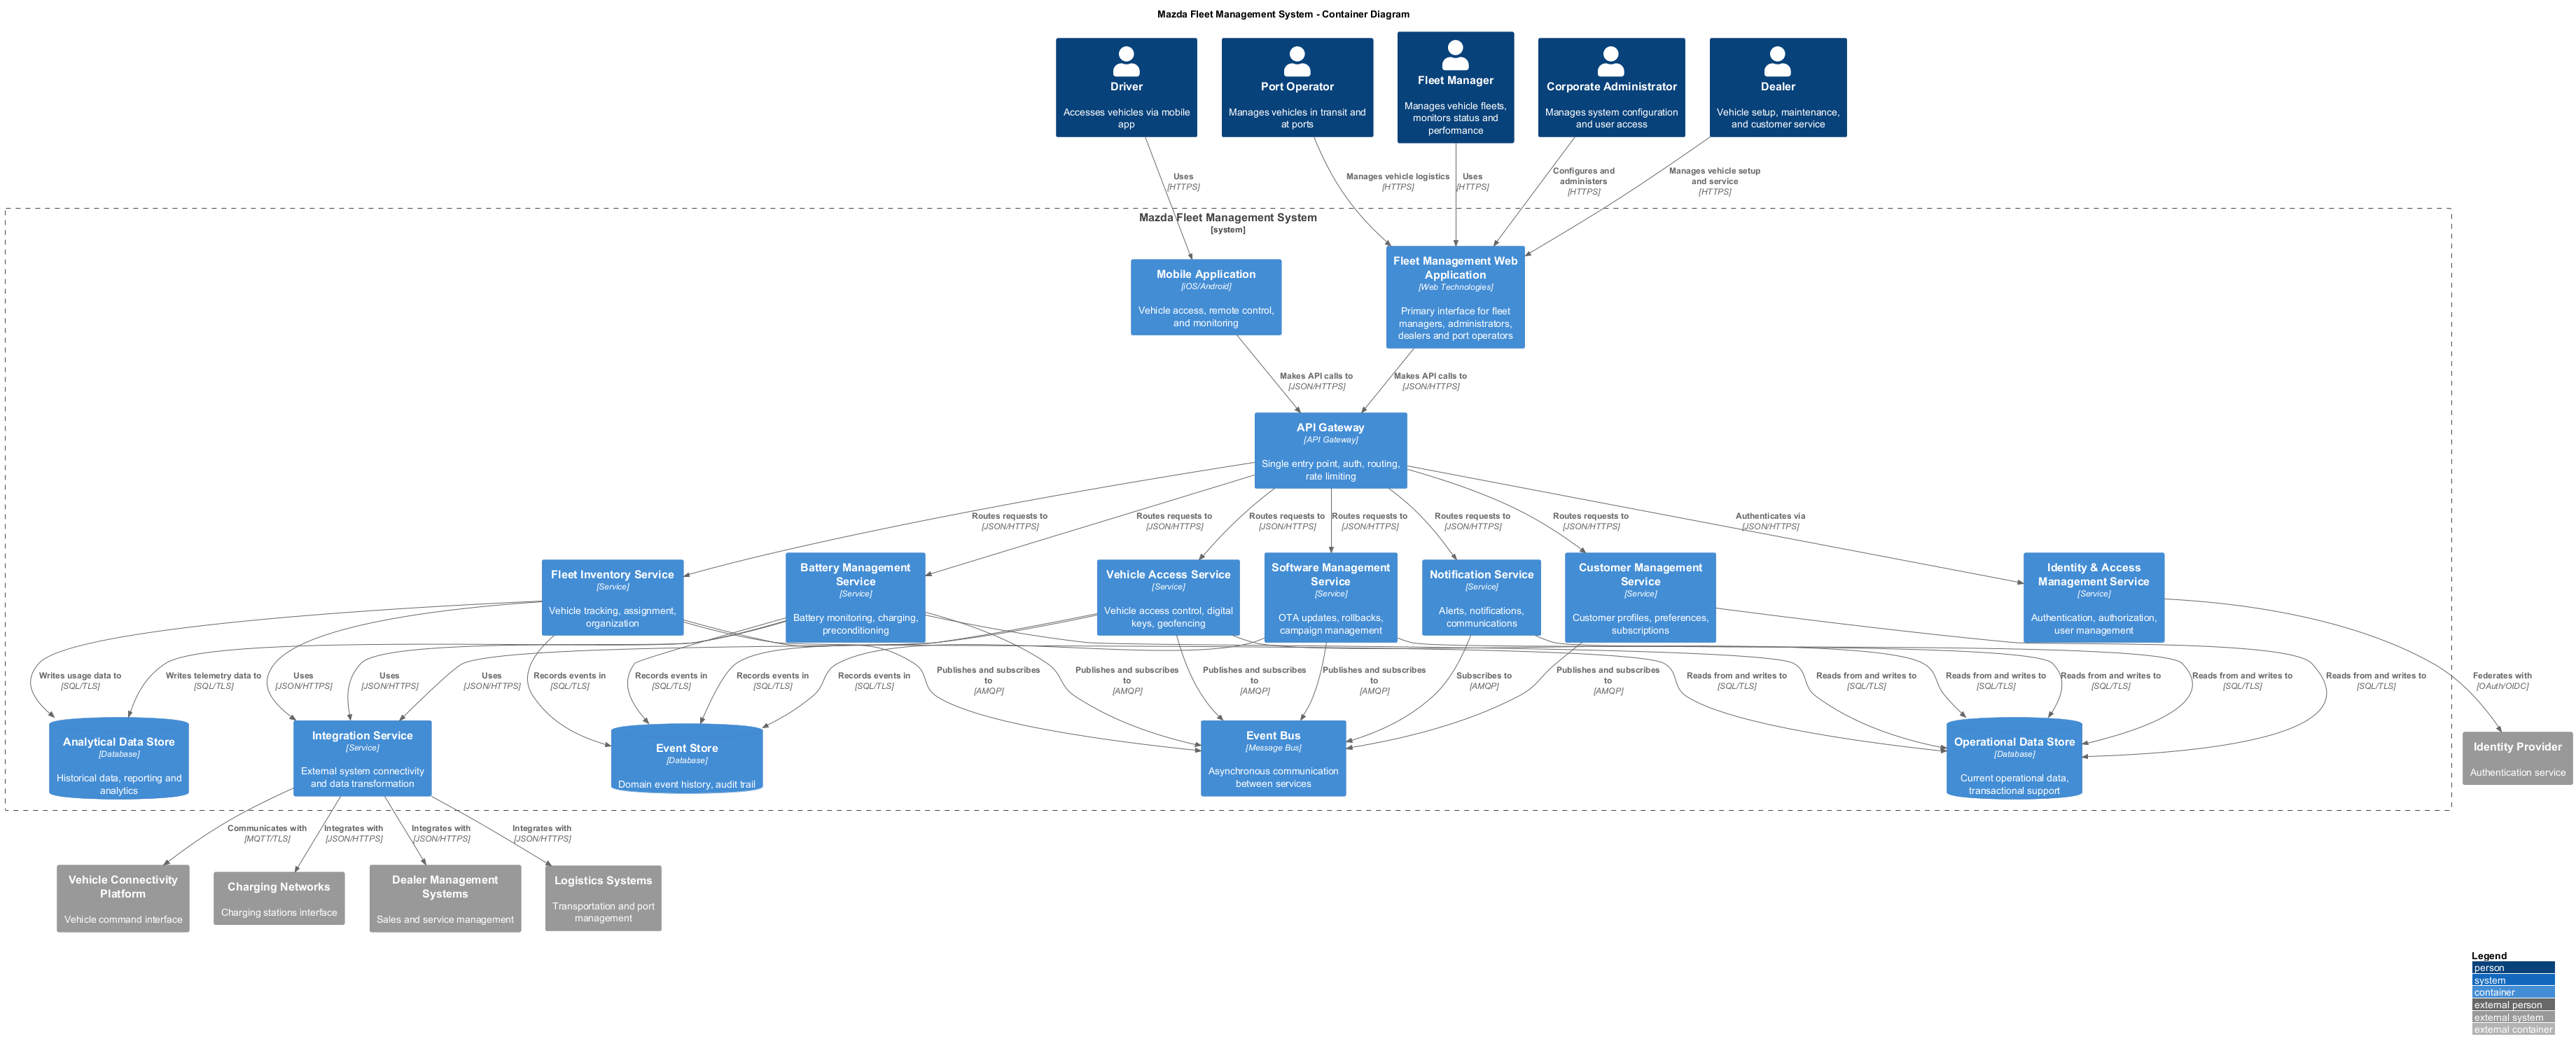 Mazda Fleet Management System - Container Diagram
Driver
Accesses vehicles via mobile
app
Port Operator
Manages vehicles in transit and
at ports
Fleet Manager
Manages vehicle fleets,
monitors status and
performance
Corporate Administrator
Manages system configuration
and user access
Dealer
Vehicle setup, maintenance,
and customer service
Uses
[HTTPS]
Manages vehicle logistics
[HTTPS]
Uses
[HTTPS]
Configures and
administers
[HTTPS]
Manages vehicle setup
and service
[HTTPS]
Mazda Fleet Management System
[system]
Mobile Application
[iOS/Android]
Vehicle access, remote control,
and monitoring
Fleet Management Web
Application
[Web Technologies]
Primary interface for fleet
managers, administrators,
dealers and port operators
Makes API calls to
[JSON/HTTPS]
Makes API calls to
[JSON/HTTPS]
API Gateway
[API Gateway]
Single entry point, auth, routing,
rate limiting
Routes requests to
[JSON/HTTPS]
Routes requests to
[JSON/HTTPS]
Routes requests to
[JSON/HTTPS]
Routes requests to
[JSON/HTTPS]
Routes requests to
[JSON/HTTPS]
Routes requests to
[JSON/HTTPS]
Authenticates via
[JSON/HTTPS]
Fleet Inventory Service
[Service]
Vehicle tracking, assignment,
organization
Battery Management
Service
[Service]
Battery monitoring, charging,
preconditioning
Vehicle Access Service
[Service]
Vehicle access control, digital
keys, geofencing
Software Management
Service
[Service]
OTA updates, rollbacks,
campaign management
Notification Service
[Service]
Alerts, notifications,
communications
Customer Management
Service
[Service]
Customer profiles, preferences,
subscriptions
Identity & Access
Management Service
[Service]
Authentication, authorization,
user management
Writes usage data to
[SQL/TLS]
Writes telemetry data to
[SQL/TLS]
Uses
[JSON/HTTPS]
Uses
[JSON/HTTPS]
Uses
[JSON/HTTPS]
Records events in
[SQL/TLS]
Records events in
[SQL/TLS]
Records events in
[SQL/TLS]
Records events in
[SQL/TLS]
Publishes and subscribes
to
[AMQP]
Publishes and subscribes
to
[AMQP]
Publishes and subscribes
to
[AMQP]
Publishes and subscribes
to
[AMQP]
Subscribes to
[AMQP]
Publishes and subscribes
to
[AMQP]
Reads from and writes to
[SQL/TLS]
Reads from and writes to
[SQL/TLS]
Reads from and writes to
[SQL/TLS]
Reads from and writes to
[SQL/TLS]
Reads from and writes to
[SQL/TLS]
Reads from and writes to
[SQL/TLS]
Federates with
[OAuth/OIDC]
Analytical Data Store
[Database]
Historical data, reporting and
analytics
Integration Service
[Service]
External system connectivity
and data transformation
Event Store
[Database]
Domain event history, audit trail
Event Bus
[Message Bus]
Asynchronous communication
between services
Operational Data Store
[Database]
Current operational data,
transactional support
Identity Provider
Authentication service
Communicates with
[MQTT/TLS]
Integrates with
[JSON/HTTPS]
Integrates with
[JSON/HTTPS]
Integrates with
[JSON/HTTPS]
Vehicle Connectivity
Platform
Vehicle command interface
Charging Networks
Charging stations interface
Dealer Management
Systems
Sales and service management
Logistics Systems
Transportation and port
management
Legend
person
system
container
external person
external system
external container